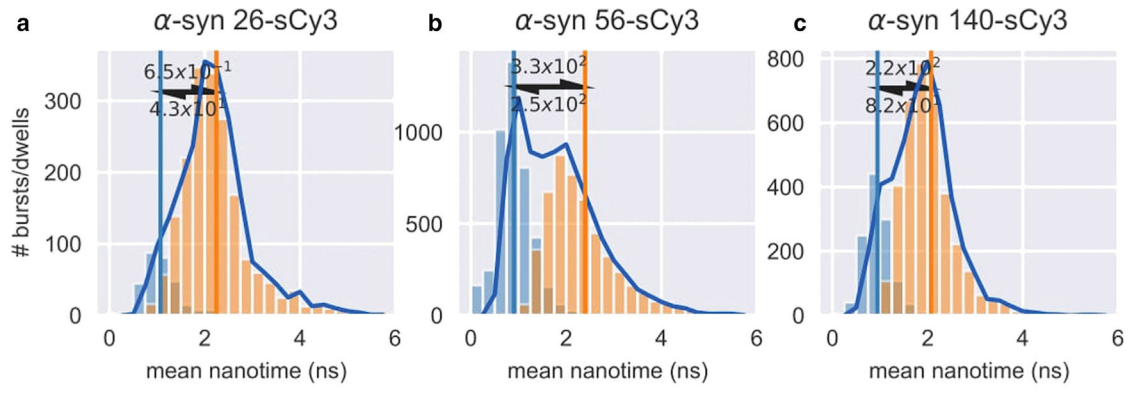 a
α-syn 26-sCy3
6.5x10⁻¹
4.3x10¹
300
200
100
0
# bursts/dwells
0 2 4 6
mean nanotime (ns)
b
α-syn 56-sCy3
3.3x10²
2.5x10²
1000
500
0
0 2 4 6
mean nanotime (ns)
c
α-syn 140-sCy3
2.2x10²
8.2x10¹
800
600
400
200
0
0 2 4 6
mean nanotime (ns)